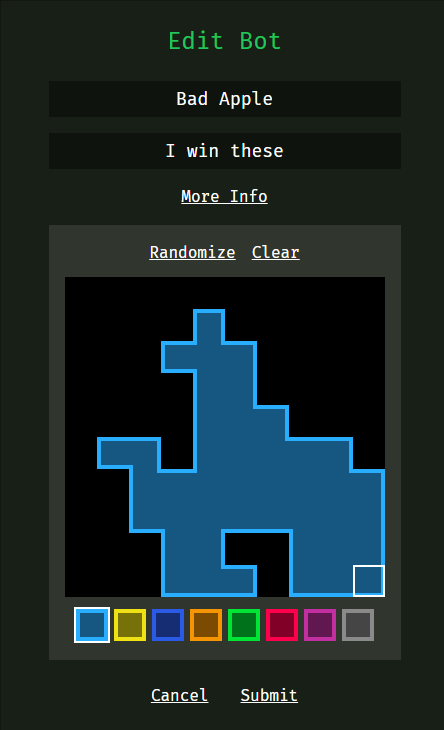 Edit Bot
Bad Apple
I win these
More Info
Randomize Clear
Cancel Submit